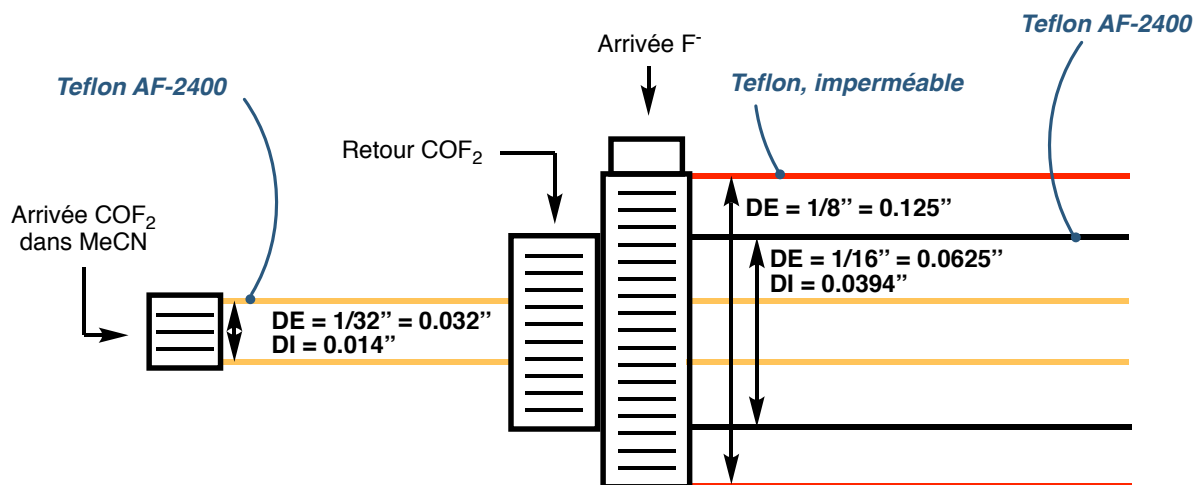 Teflon AF-2400
Arrivée F⁻
Teflon AF-2400
Teflon, imperméable
Retour COF₂
Arrivée COF₂
dans MeCN
DE = 1/8’’ = 0.125’’
DE = 1/16’’ = 0.0625’’
DI = 0.0394’’
DE = 1/32’’ = 0.032’’
DI = 0.014’’